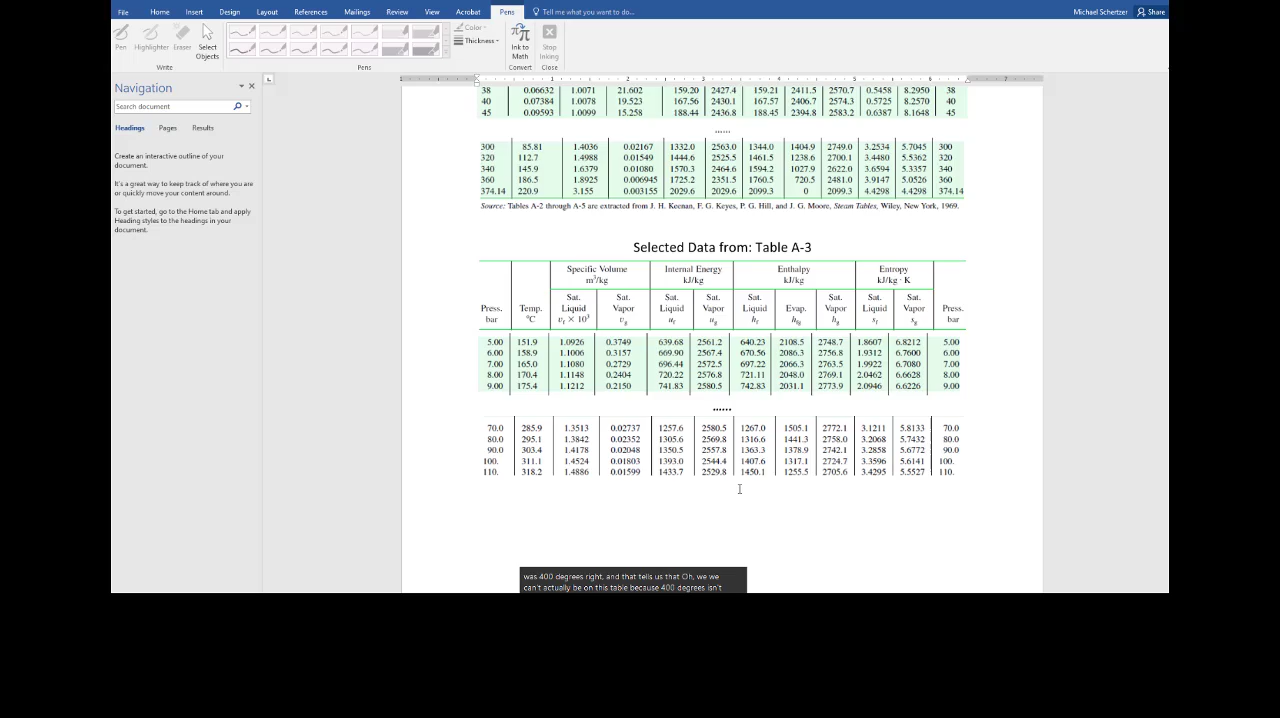 File Home Insert Design Layout References Mailings Review View Acrobat Pens Tell me what you want to do... Michael Schertzer Share
Pen Highlighter Eraser Select Objects
Color
Thickness
Ink to Math
Stop Inking
Write Pens Convert Close
Navigation
Search document
Headings Pages Results
Create an interactive outline of your
document.
It's a great way to keep track of where you are
or quickly move your content around.
To get started, go to the Home tab and apply
Heading styles to the headings in your
document.
1 1 2 3 4 5 6 7
38 0.06632 1.0071 21.602 159.20 2427.4 159.21 2411.5 2570.7 0.5458 8.2950 38
40 0.07384 1.0078 19.523 167.56 2430.1 167.57 2406.7 2574.3 0.5725 8.2570 40
45 0.09593 1.0099 15.258 188.44 2436.8 188.45 2394.8 2583.2 0.6387 8.1648 45
......
300 85.81 1.4036 0.02167 1332.0 2563.0 1344.0 1404.9 2749.0 3.2534 5.7045 300
320 112.7 1.4988 0.01549 1444.6 2525.5 1461.5 1238.6 2700.1 3.4480 5.5362 320
340 145.9 1.6379 0.01080 1570.3 2464.6 1594.2 1027.9 2622.0 3.6594 5.3357 340
360 186.5 1.8925 0.006945 1725.2 2351.5 1760.5 720.5 2481.0 3.9147 5.0526 360
374.14 220.9 3.155 0.003155 2029.6 2029.6 2099.3 0 2099.3 4.4298 4.4298 374.14
Source: Tables A-2 through A-5 are extracted from J. H. Keenan, F. G. Keyes, P. G. Hill, and J. G. Moore, Steam Tables, Wiley, New York, 1969.
Selected Data from: Table A-3
Specific Volume Internal Energy Enthalpy Entropy
m³/kg kJ/kg kJ/kg kJ/kg · K
Sat. Sat. Sat. Sat. Sat. Sat. Sat. Sat.
Press. Temp. Liquid Vapor Liquid Vapor Liquid Evap. Vapor Liquid Vapor Press.
bar °C vf × 10³ vg uf ug hf hfg hg sf sg bar
5.00 151.9 1.0926 0.3749 639.68 2561.2 640.23 2108.5 2748.7 1.8607 6.8212 5.00
6.00 158.9 1.1006 0.3157 669.90 2567.4 670.56 2086.3 2756.8 1.9312 6.7600 6.00
7.00 165.0 1.1080 0.2729 696.44 2572.5 697.22 2066.3 2763.5 1.9922 6.7080 7.00
8.00 170.4 1.1148 0.2404 720.22 2576.8 721.11 2048.0 2769.1 2.0462 6.6628 8.00
9.00 175.4 1.1212 0.2150 741.83 2580.5 742.83 2031.1 2773.9 2.0946 6.6226 9.00
......
70.0 285.9 1.3513 0.02737 1257.6 2580.5 1267.0 1505.1 2772.1 3.1211 5.8133 70.0
80.0 295.1 1.3842 0.02352 1305.6 2569.8 1316.6 1441.3 2758.0 3.2068 5.7432 80.0
90.0 303.4 1.4178 0.02048 1350.5 2557.8 1363.3 1378.9 2742.1 3.2858 5.6772 90.0
100. 311.1 1.4524 0.01803 1393.0 2544.4 1407.6 1317.1 2724.7 3.3596 5.6141 100.
110. 318.2 1.4886 0.01599 1433.7 2529.8 1450.1 1255.5 2705.6 3.4295 5.5527 110.
was 400 degrees right, and that tells us that Oh, we we
can't actually be on this table because 400 degrees isn't